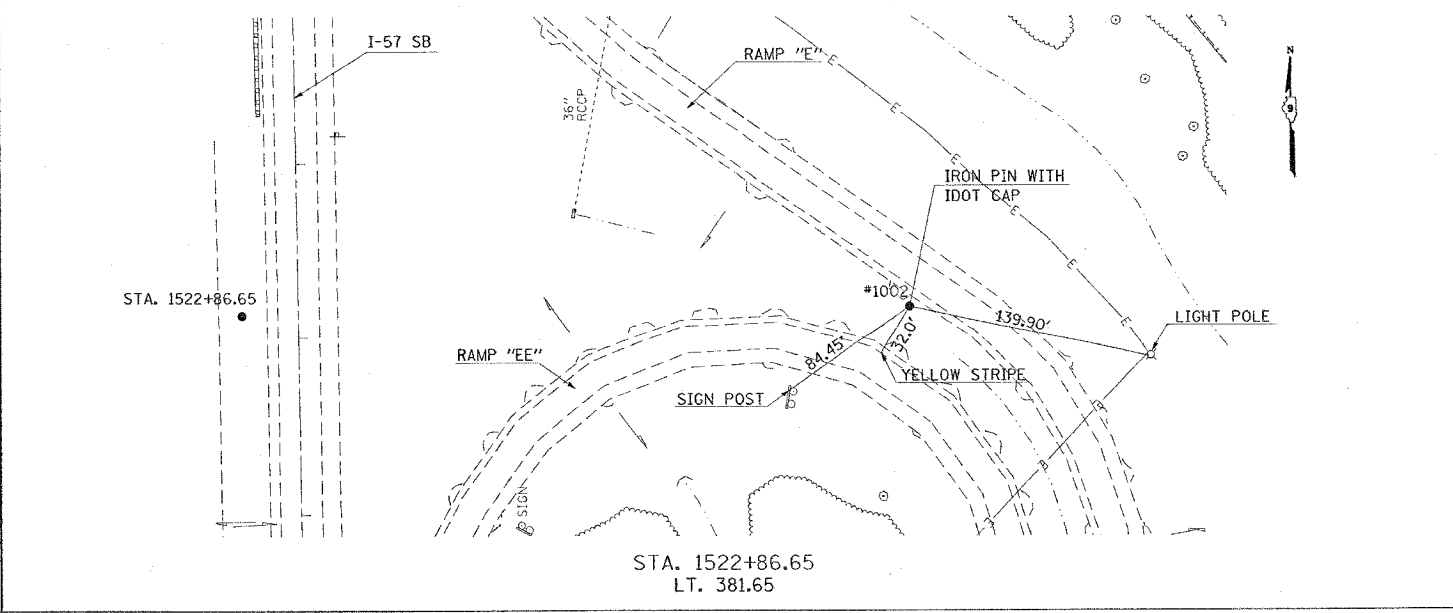 I-57 SB
RAMP "E"
N
9
36"
RCCP
P
E
E
E
E
E
IRON PIN WITH
IDOT CAP
STA. 1522+86.65
#1002
139.90'
LIGHT POLE
84.45'
32.0'
RAMP "EE"
YELLOW STRIPE
SIGN POST
SIGN
STA. 1522+86.65
LT. 381.65